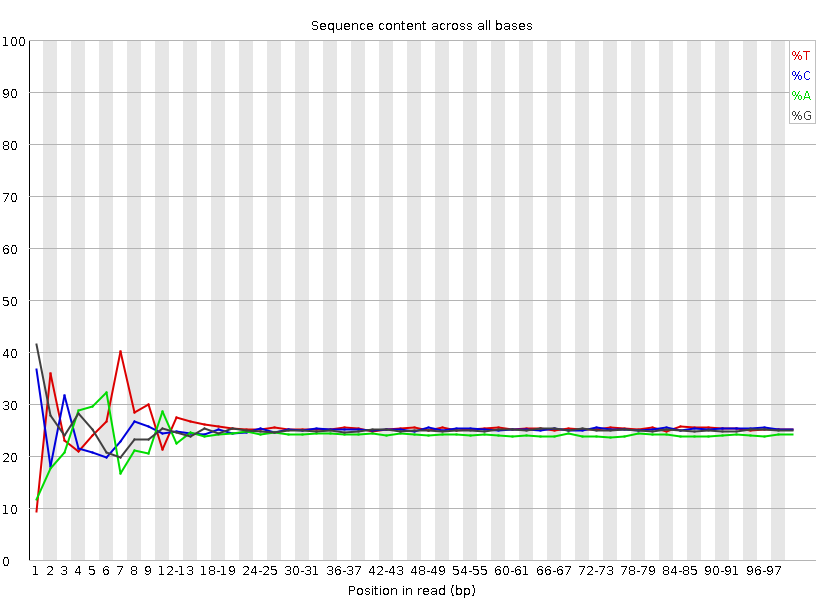 Sequence content across all bases
100
90
80
70
60
50
40
30
20
10
0
%T
%C
%A
%G
1 2 3 4 5 6 7 8 9 12-13 18-19 24-25 30-31 36-37 42-43 48-49 54-55 60-61 66-67 72-73 78-79 84-85 90-91 96-97
Position in read (bp)